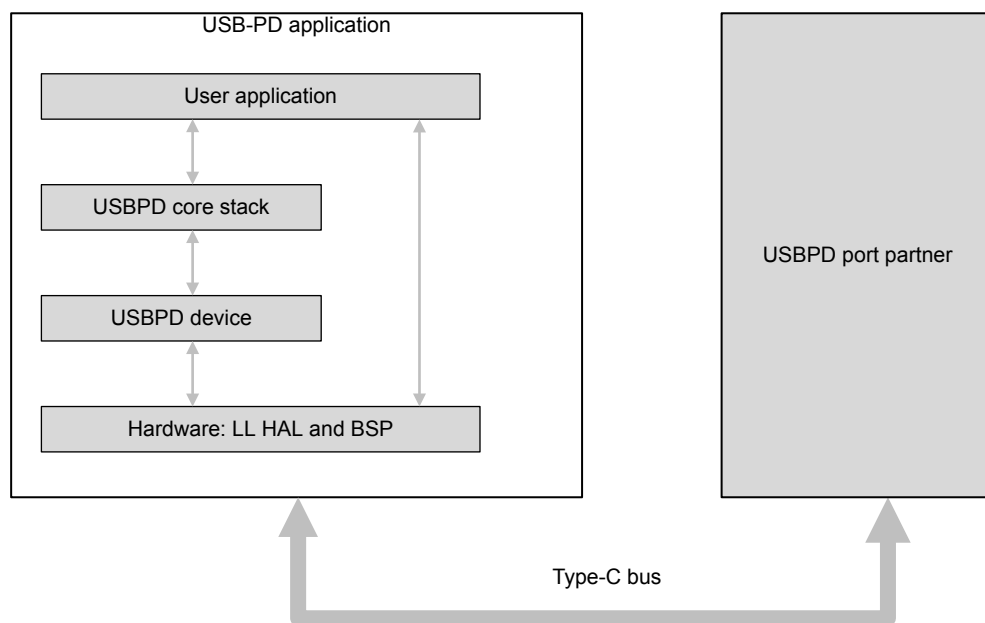 USB-PD application
User application
USBPD core stack
USBPD device
Hardware: LL HAL and BSP
USBPD port partner
Type-C bus